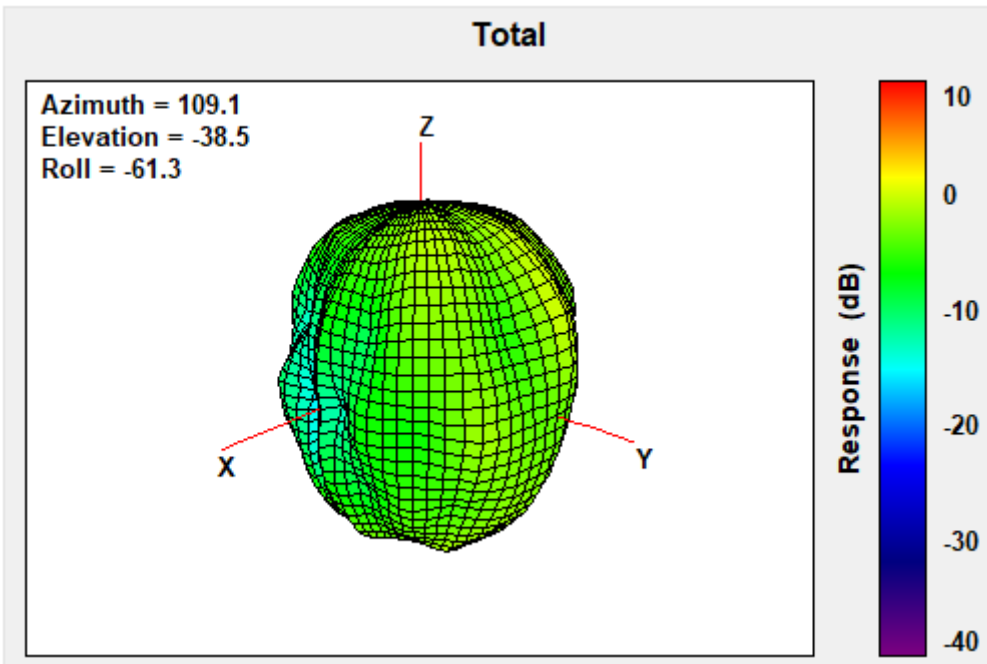 Total
Azimuth = 109.1
Elevation = -38.5
Roll = -61.3
Z
X
Y
10
0
-10
-20
-30
-40
Response (dB)